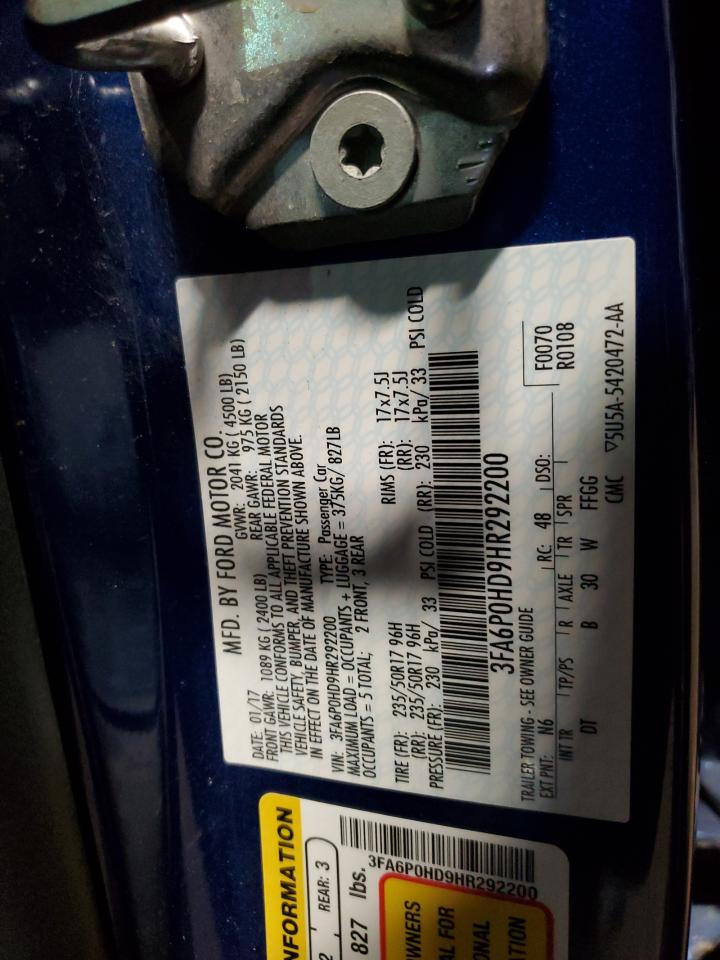 MFD. BY FORD MOTOR CO.
DATE: 01/17 GVWR: 2041 KG ( 4500 LB)
FRONT GAWR: 1089 KG ( 2400 LB) REAR GAWR: 975 KG ( 2150 LB)
THIS VEHICLE CONFORMS TO ALL APPLICABLE FEDERAL MOTOR
VEHICLE SAFETY, BUMPER, AND THEFT PREVENTION STANDARDS
IN EFFECT ON THE DATE OF MANUFACTURE SHOWN ABOVE.
VIN: 3FA6P0HD9HR292200 TYPE: Passenger Car
MAXIMUM LOAD = OCCUPANTS + LUGGAGE = 375KG/ 827LB
OCCUPANTS = 5 TOTAL; 2 FRONT, 3 REAR
TIRE (FR): 235/50R17 96H RIMS (FR): 17x7.5J
(RR): 235/50R17 96H (RR): 17x7.5J
PRESSURE (FR): 230 kPa/ 33 PSI COLD (RR): 230 kPa/ 33 PSI COLD
3FA6P0HD9HR292200
TRAILER TOWING - SEE OWNER GUIDE F0070
EXT PNT: N6 RC: 48 DSO: R0108
INT TR TP/PS R AXLE TR SPR
DT B 30 W FFGG
CMC ▽5U5A-5420472-AA
NFORMATION
2 REAR: 3
827 lbs.
3FA6P0HD9HR292200
OWNERS
AL FOR
ONAL
TION